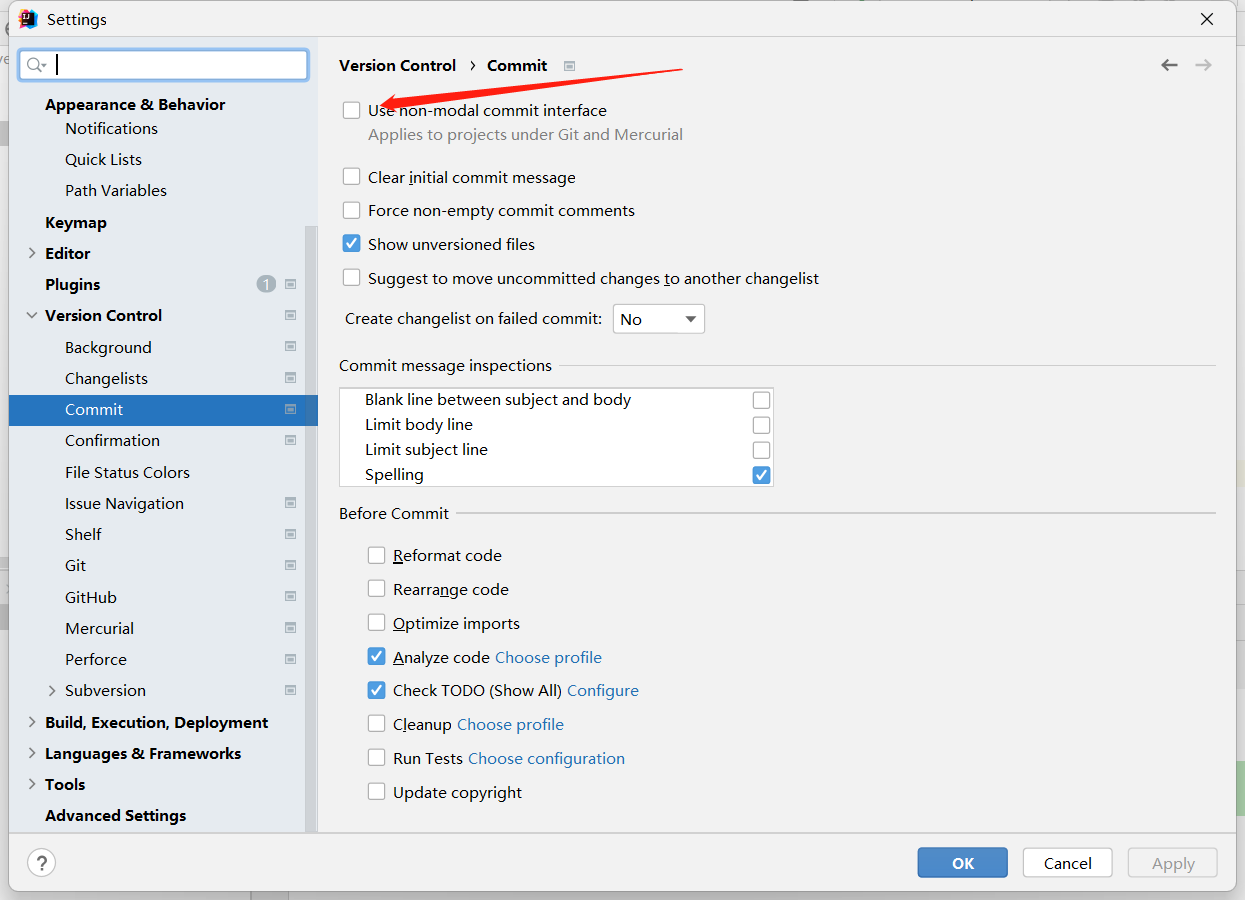 Settings
Appearance & Behavior
Notifications
Quick Lists
Path Variables
Keymap
Editor
Plugins 1
Version Control
Background
Changelists
Commit
Confirmation
File Status Colors
Issue Navigation
Shelf
Git
GitHub
Mercurial
Perforce
Subversion
Build, Execution, Deployment
Languages & Frameworks
Tools
Advanced Settings
Version Control › Commit
Use non-modal commit interface
Applies to projects under Git and Mercurial
Clear initial commit message
Force non-empty commit comments
Show unversioned files
Suggest to move uncommitted changes to another changelist
Create changelist on failed commit: No
Commit message inspections
Blank line between subject and body
Limit body line
Limit subject line
Spelling
Before Commit
Reformat code
Rearrange code
Optimize imports
Analyze code Choose profile
Check TODO (Show All) Configure
Cleanup Choose profile
Run Tests Choose configuration
Update copyright
? OK Cancel Apply